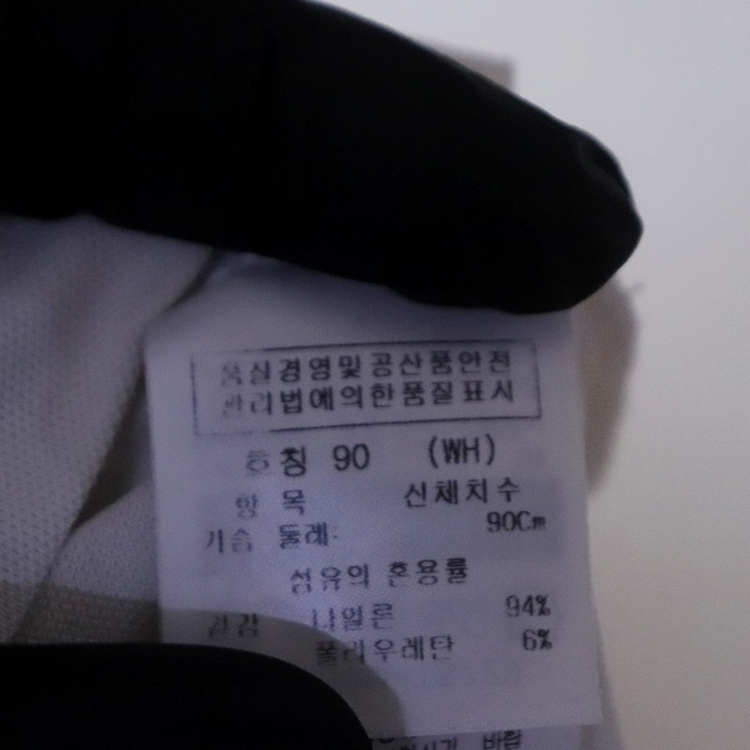 품질경영및공산품안전
관리법에의한품질표시
호칭 90 (WH)
항 목 신체치수
가슴 둘레: 90Cm
섬유의 혼용률
겉감 나일론 94%
폴리우레탄 6%
바랍